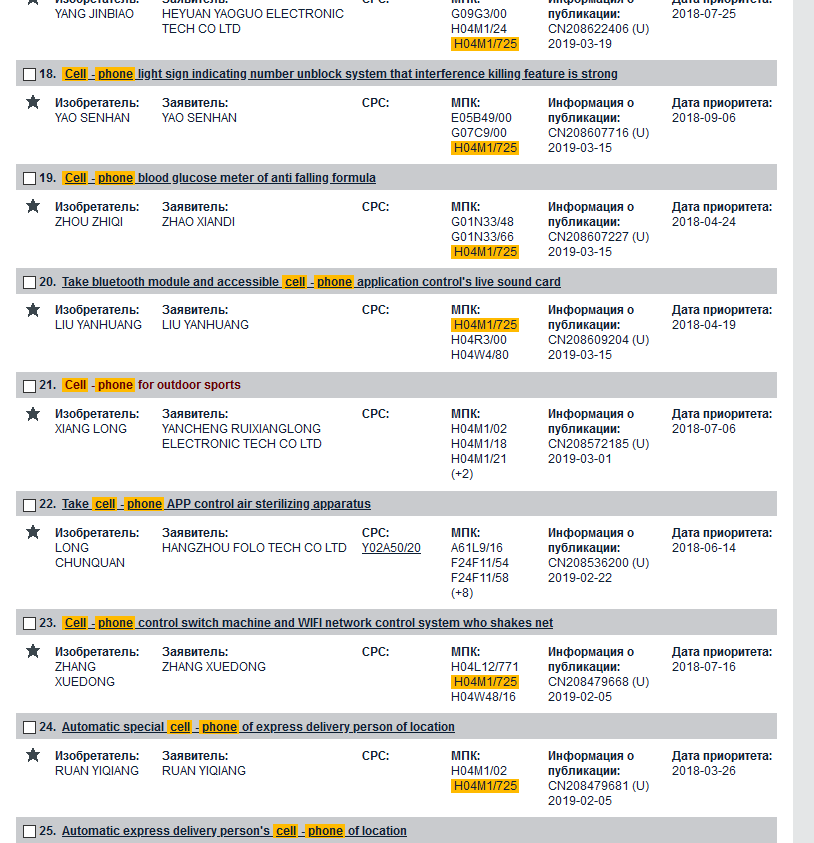 Изобретатель: Заявитель: CPC: МПК: Информация о Дата приоритета:
YANG JINBIAO HEYUAN YAOGUO ELECTRONIC G09G3/00 публикации: 2018-07-25
TECH CO LTD H04M1/24 CN208622406 (U)
H04M1/725 2019-03-19
18. Cell - phone light sign indicating number unblock system that interference killing feature is strong
Изобретатель: Заявитель: CPC: МПК: Информация о Дата приоритета:
YAO SENHAN YAO SENHAN E05B49/00 публикации: 2018-09-06
G07C9/00 CN208607716 (U)
H04M1/725 2019-03-15
19. Cell - phone blood glucose meter of anti falling formula
Изобретатель: Заявитель: CPC: МПК: Информация о Дата приоритета:
ZHOU ZHIQI ZHAO XIANDI G01N33/48 публикации: 2018-04-24
G01N33/66 CN208607227 (U)
H04M1/725 2019-03-15
20. Take bluetooth module and accessible cell - phone application control's live sound card
Изобретатель: Заявитель: CPC: МПК: Информация о Дата приоритета:
LIU YANHUANG LIU YANHUANG H04M1/725 публикации: 2018-04-19
H04R3/00 CN208609204 (U)
H04W4/80 2019-03-15
21. Cell - phone for outdoor sports
Изобретатель: Заявитель: CPC: МПК: Информация о Дата приоритета:
XIANG LONG YANCHENG RUIXIANGLONG H04M1/02 публикации: 2018-07-06
ELECTRONIC TECH CO LTD H04M1/18 CN208572185 (U)
H04M1/21 2019-03-01
(+2)
22. Take cell - phone APP control air sterilizing apparatus
Изобретатель: Заявитель: CPC: МПК: Информация о Дата приоритета:
LONG HANGZHOU FOLO TECH CO LTD Y02A50/20 A61L9/16 публикации: 2018-06-14
CHUNQUAN F24F11/54 CN208536200 (U)
F24F11/58 2019-02-22
(+8)
23. Cell - phone control switch machine and WIFI network control system who shakes net
Изобретатель: Заявитель: CPC: МПК: Информация о Дата приоритета:
ZHANG ZHANG XUEDONG H04L12/771 публикации: 2018-07-16
XUEDONG H04M1/725 CN208479668 (U)
H04W48/16 2019-02-05
24. Automatic special cell - phone of express delivery person of location
Изобретатель: Заявитель: CPC: МПК: Информация о Дата приоритета:
RUAN YIQIANG RUAN YIQIANG H04M1/02 публикации: 2018-03-26
H04M1/725 CN208479681 (U)
2019-02-05
25. Automatic express delivery person's cell - phone of location